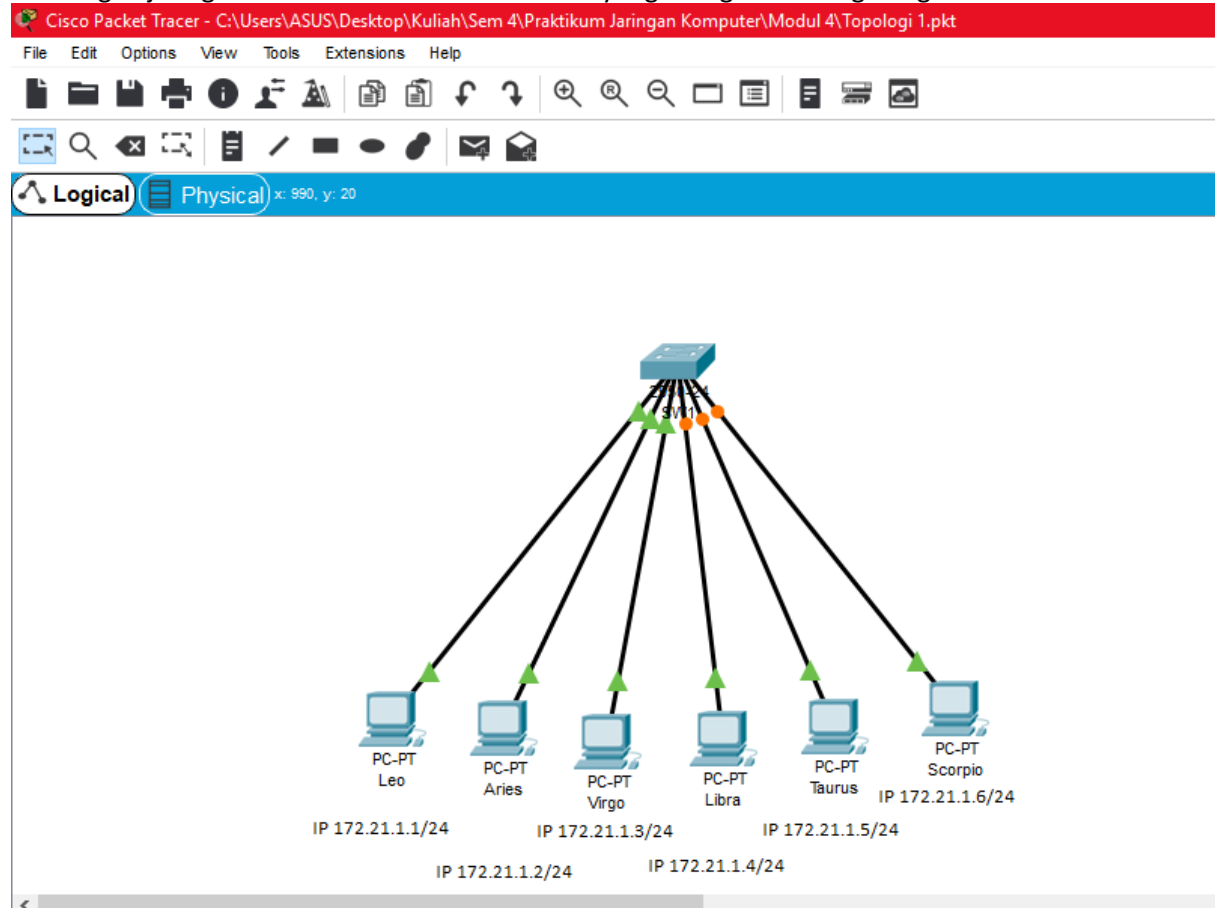 Cisco Packet Tracer - C:\Users\ASUS\Desktop\Kuliah\Sem 4\Praktikum Jaringan Komputer\Modul 4\Topologi 1.pkt
File Edit Options View Tools Extensions Help
Logical Physical x: 990, y: 20
SW1
PC-PT
Leo
PC-PT
Aries
PC-PT
Virgo
PC-PT
Libra
PC-PT
Taurus
PC-PT
Scorpio
IP 172.21.1.6/24
IP 172.21.1.1/24
IP 172.21.1.3/24
IP 172.21.1.5/24
IP 172.21.1.2/24
IP 172.21.1.4/24